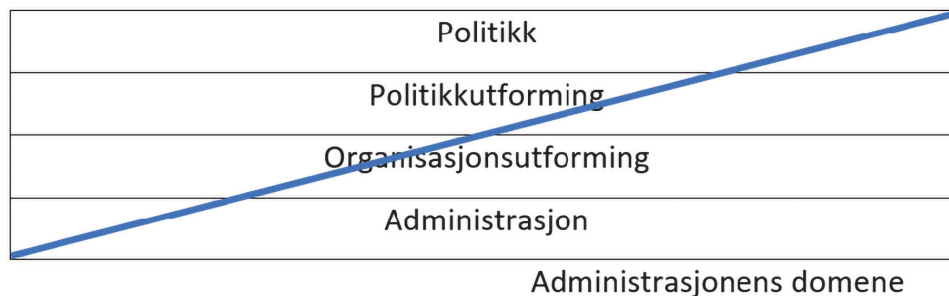 Politikk
Politikkutforming
Organisasjonsutforming
Administrasjon
Administrasjonens domene